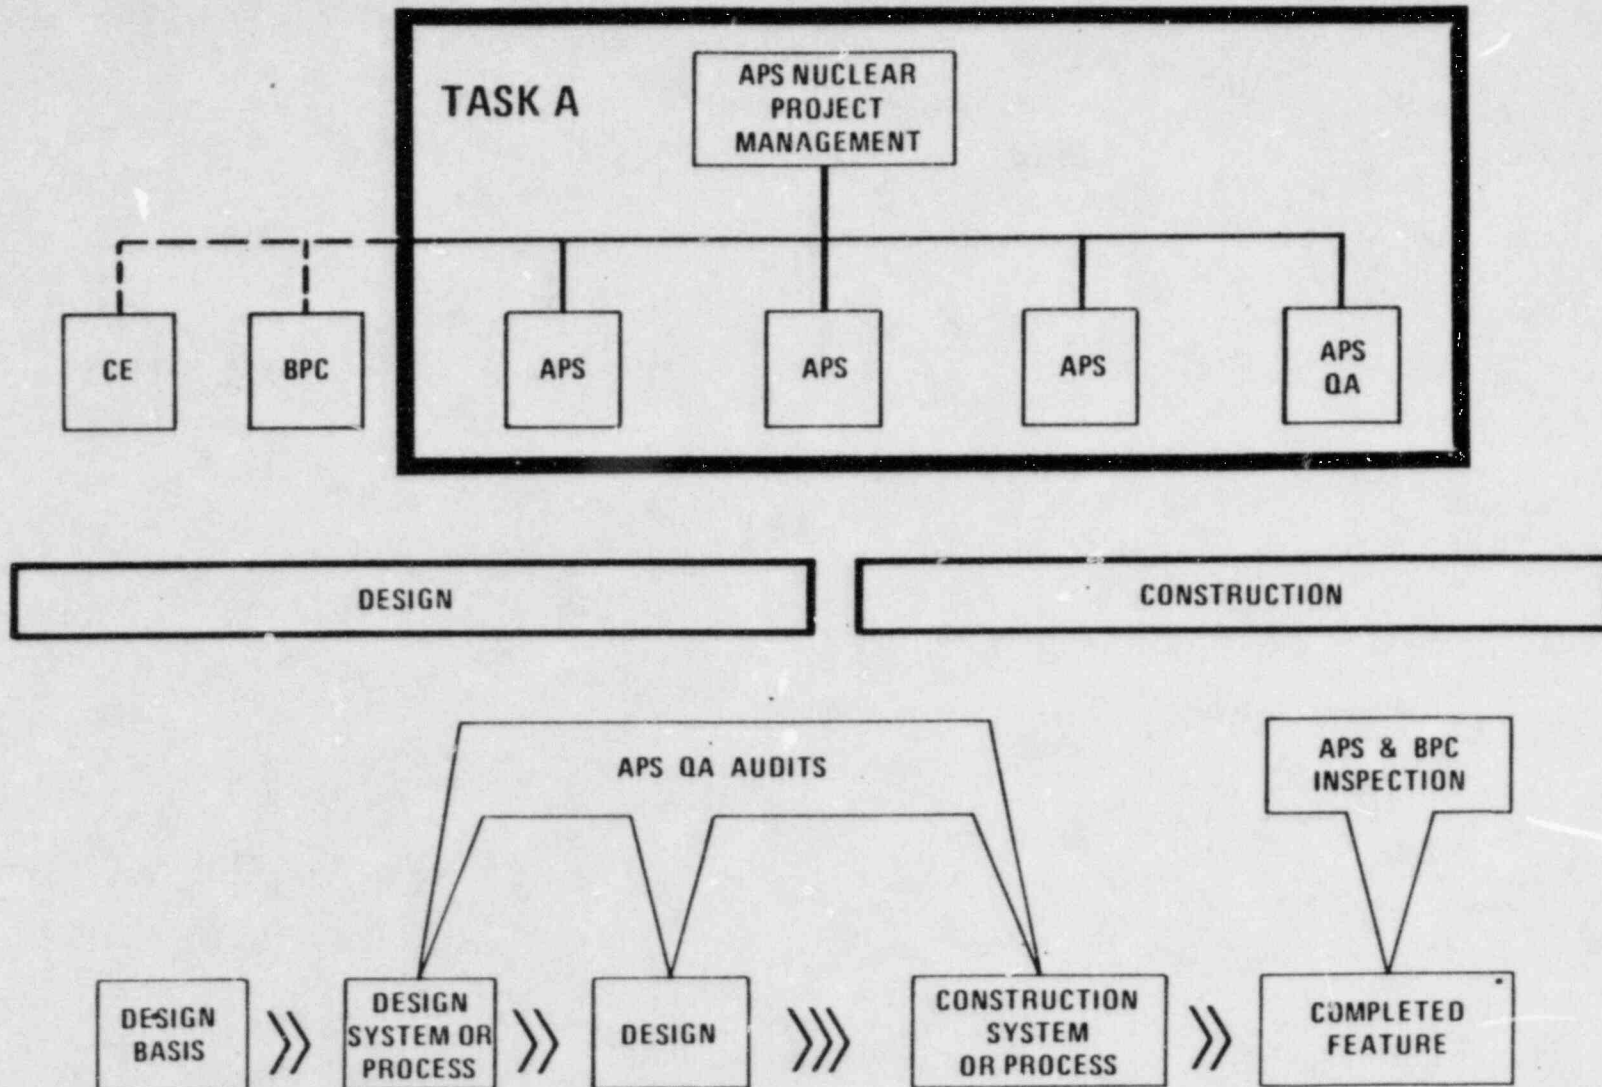 TASK A
APS NUCLEAR
PROJECT
MANAGEMENT
CE
BPC
APS
APS
APS
APS
QA
DESIGN
CONSTRUCTION
APS QA AUDITS
APS & BPC
INSPECTION
DESIGN
BASIS
DESIGN
SYSTEM OR
PROCESS
DESIGN
CONSTRUCTION
SYSTEM
OR PROCESS
COMPLETED
FEATURE